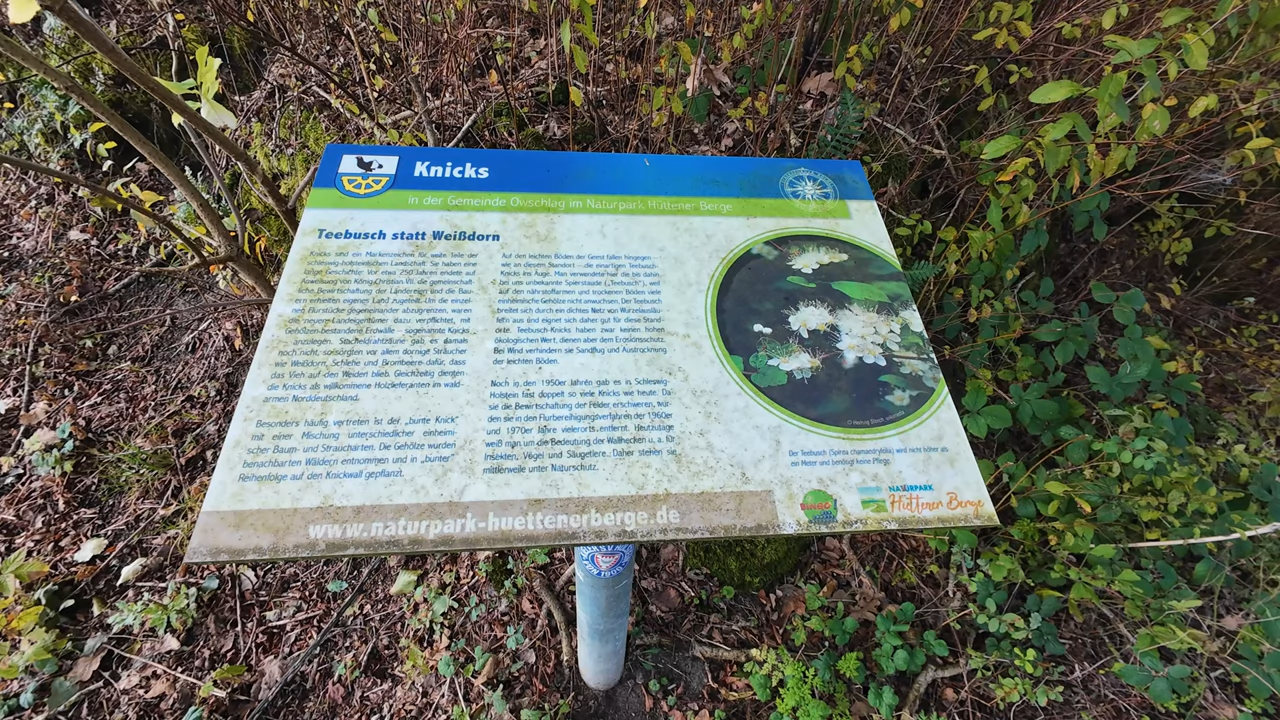 Knicks
in der Gemeinde Owschlag im Naturpark Hüttener Berge
Teebusch statt Weißdorn
Knicks sind ein Markenzeichen für weite Teile der
schleswig-holsteinischen Landschaft. Sie haben eine
lange Geschichte: Vor etwa 250 Jahren endete auf
Anweisung von König Christian VII. die gemeinschaft-
liche Bewirtschaftung der Ländereien und die Bau-
ern erhielten eigenes Land zugeteilt. Um die einzel-
nen Flurstücke gegeneinander abzugrenzen, waren
die neuen Landeigentümer dazu verpflichtet, mit
Gehölzen bestandene Erdwälle – sogenannte Knicks
anzulegen. Stacheldrahtzäune gab es damals
noch nicht, so sorgten vor allem dornige Sträucher
wie Weißdorn, Schlehe und Brombeere dafür, dass
das Vieh auf den Weiden blieb. Gleichzeitig dienten
die Knicks als willkommene Holzlieferanten im wald-
armen Norddeutschland.
Besonders häufig vertreten ist der „bunte Knick"
mit einer Mischung unterschiedlicher einheimi-
scher Baum- und Straucharten. Die Gehölze wurden
benachbarten Wäldern entnommen und in „bunter"
Reihenfolge auf den Knickwall gepflanzt.
Auf den leichten Böden der Geest fallen hingegen –
wie an diesem Standort – die einartigen Teebusch-
Knicks ins Auge. Man verwendete hier die bis dahin
bei uns unbekannte Spierstaude („Teebusch"), weil
auf den nährstoffarmen und trockenen Böden viele
einheimische Gehölze nicht anwuchsen. Der Teebusch
breitet sich durch ein dichtes Netz von Wurzelausläu-
fern aus und eignet sich daher gut für diese Stand-
orte. Teebusch-Knicks haben zwar keinen hohen
ökologischen Wert, dienen aber dem Erosionsschutz.
Bei Wind verhindern sie Sandflug und Austrocknung
der leichten Böden.
Noch in den 1950er Jahren gab es in Schleswig-
Holstein fast doppelt so viele Knicks wie heute. Da
sie die Bewirtschaftung der Felder erschweren, wur-
den sie in den Flurbereinigungsverfahren der 1960er
und 1970er Jahre vielerorts entfernt. Heutzutage
weiß man um die Bedeutung der Wallhecken u. a. für
Insekten, Vögel und Säugetiere. Daher stehen sie
mittlerweile unter Naturschutz.
Der Teebusch (Spirea chamaedryfolia) wird nicht höher als
ein Meter und benötigt keine Pflege.
BINGO!
NATURPARK
Hüttener Berge
www.naturpark-huettenerberge.de
VON 1900